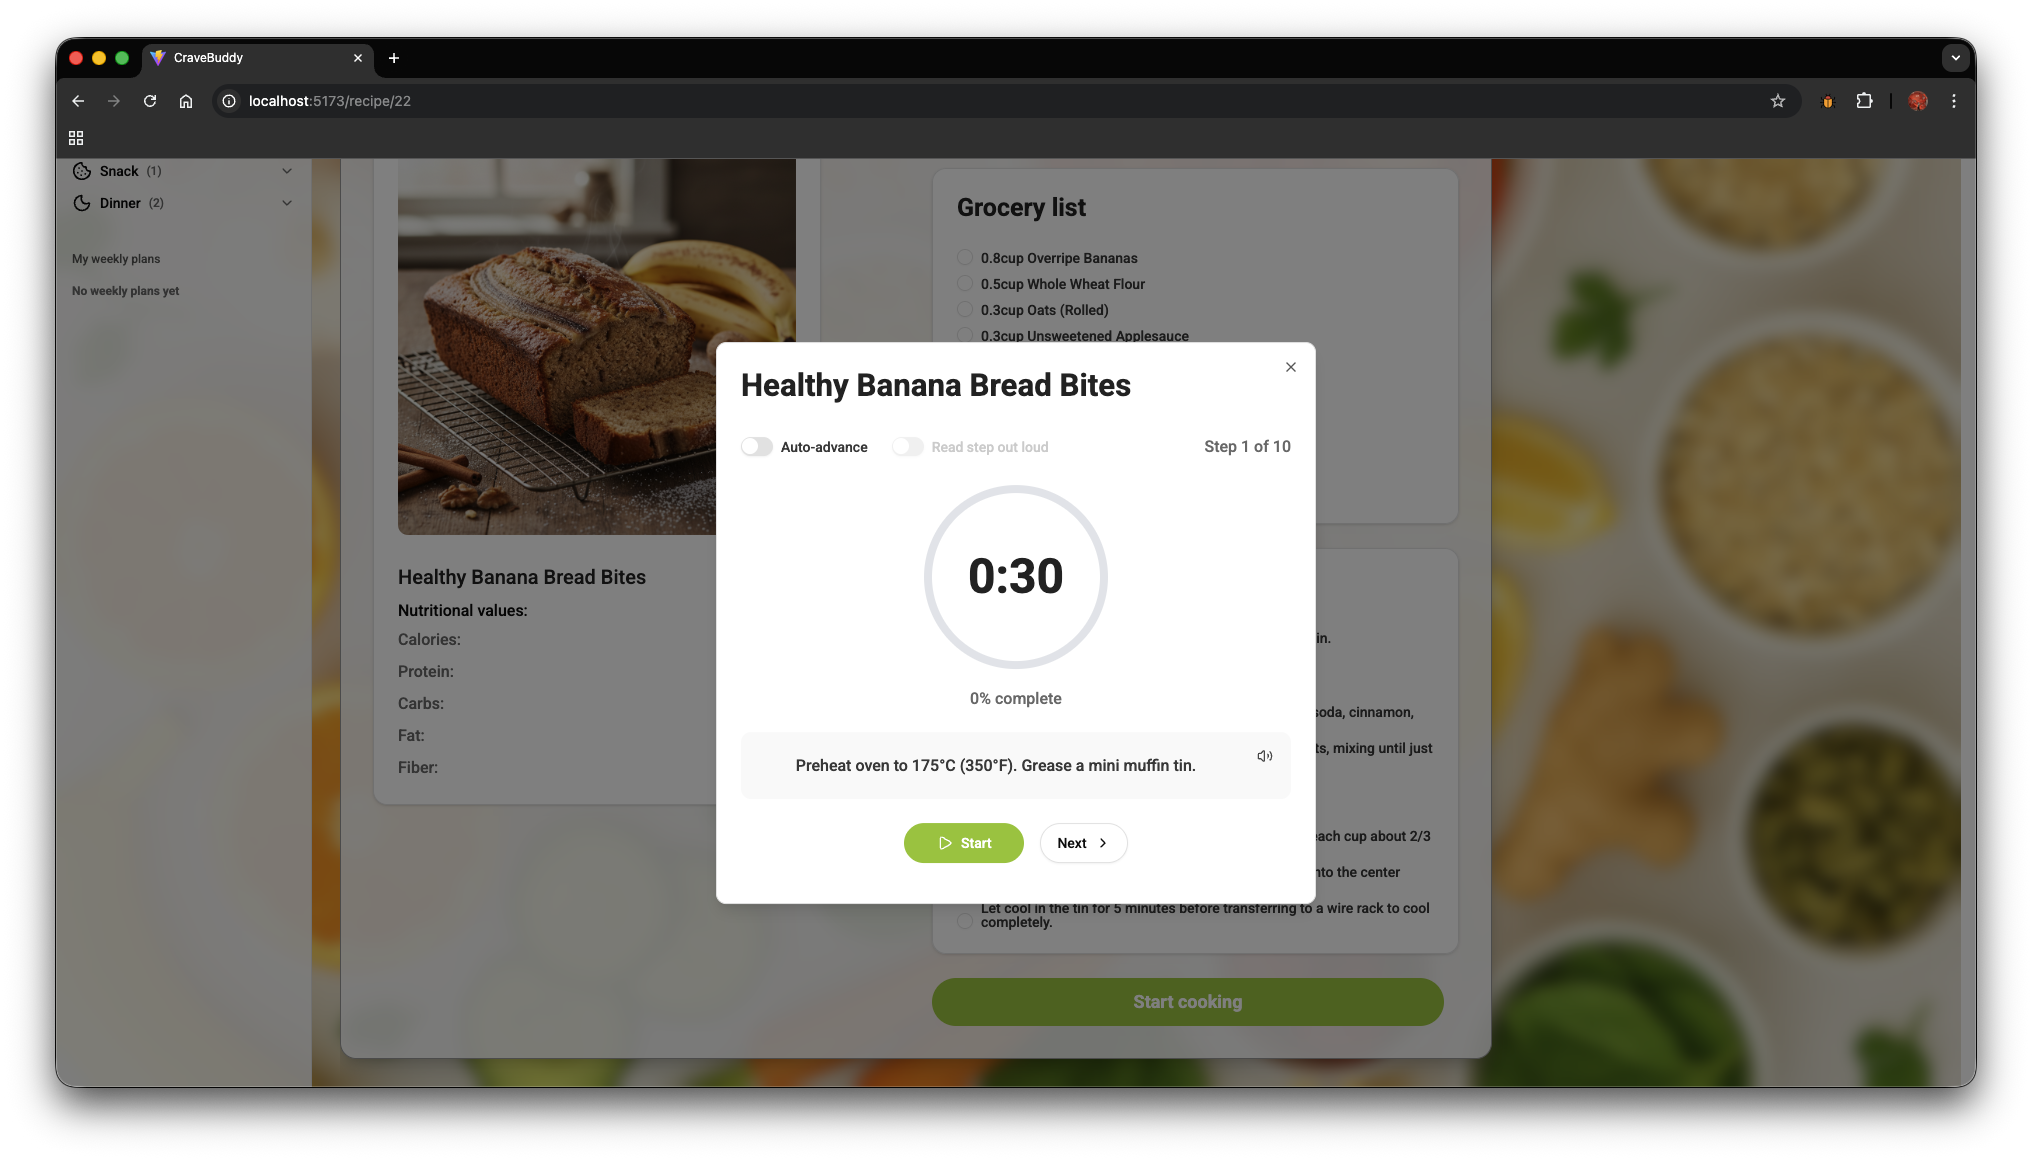 CraveBuddy
localhost:5173/recipe/22
Snack (1)
Dinner (2)
My weekly plans
No weekly plans yet
Healthy Banana Bread Bites
Nutritional values:
Calories:
Protein:
Carbs:
Fat:
Fiber:
Grocery list
0.8cup Overripe Bananas
0.5cup Whole Wheat Flour
0.3cup Oats (Rolled)
0.3cup Unsweetened Applesauce
in.
soda, cinnamon,
ts, mixing until just
each cup about 2/3
nto the center
Let cool in the tin for 5 minutes before transferring to a wire rack to cool
completely.
Start cooking
Healthy Banana Bread Bites
Auto-advance
Read step out loud
Step 1 of 10
0:30
0% complete
Preheat oven to 175°C (350°F). Grease a mini muffin tin.
Start
Next